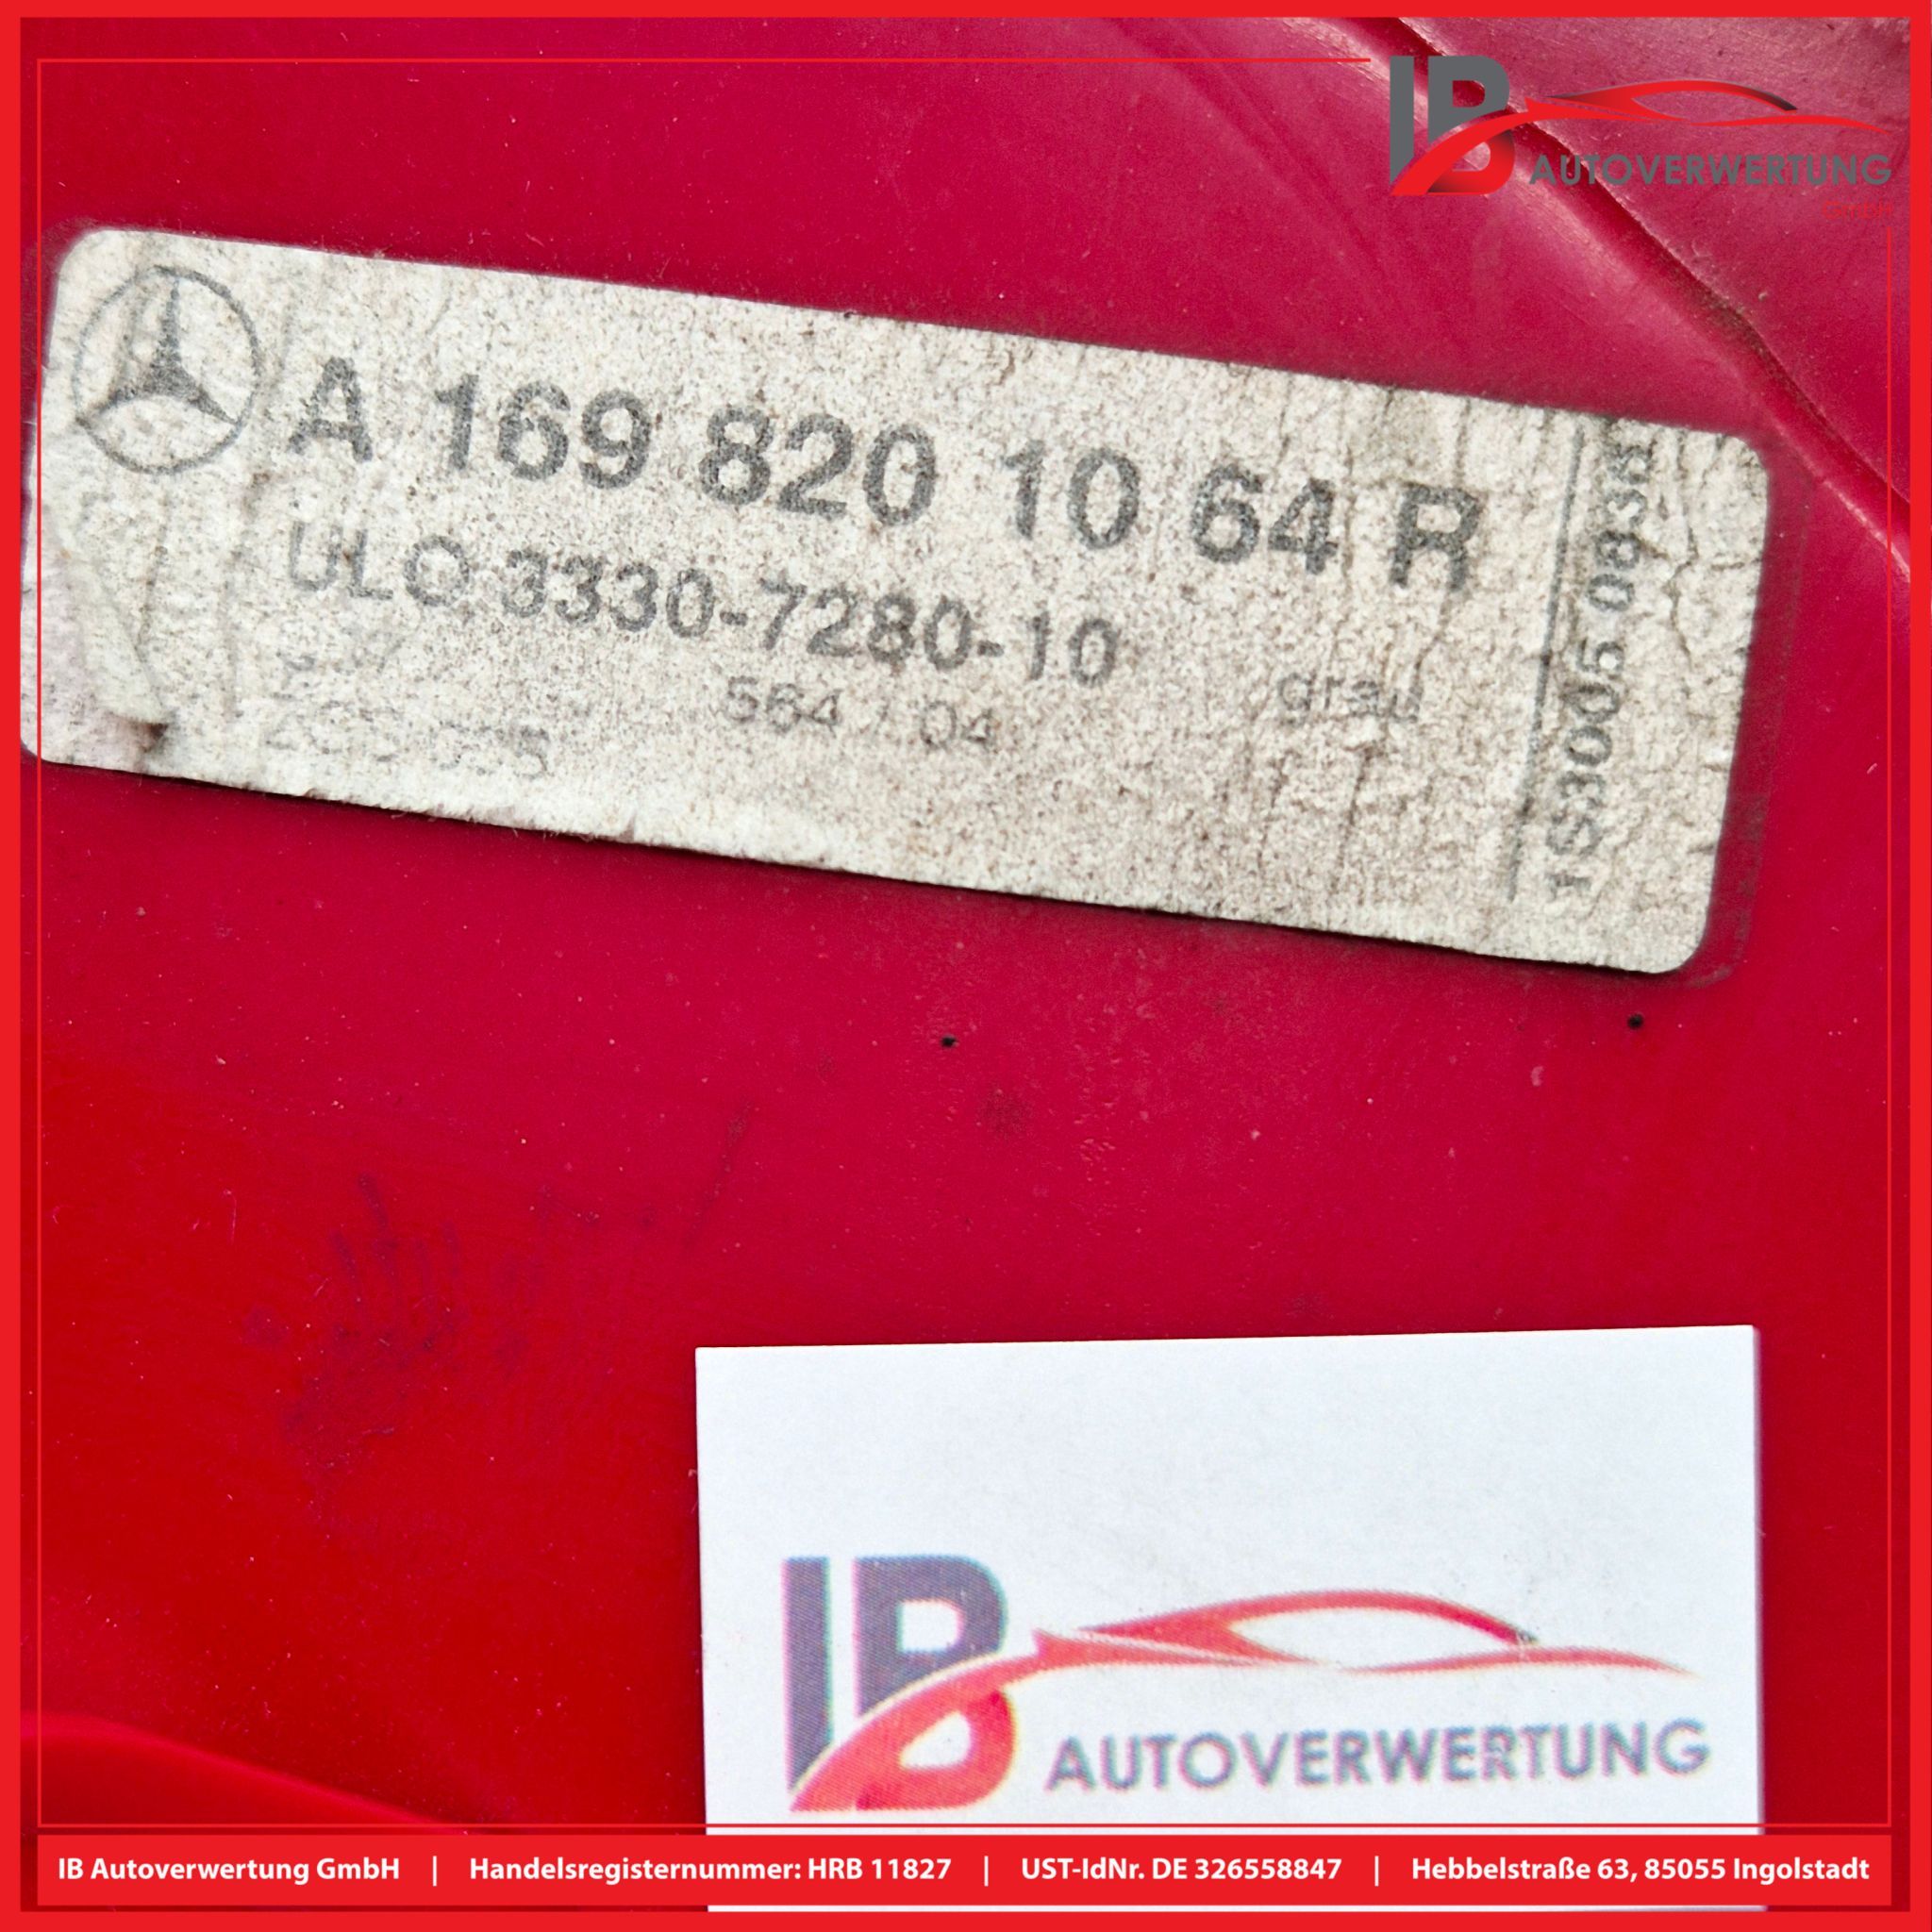 IB
AUTOVERWERTUNG
GmbH
A 169 820 10 64 R
ULO 3330-7280-10
564 / 04
grau
IB
AUTOVERWERTUNG
IB Autoverwertung GmbH | Handelsregisternummer: HRB 11827 | UST-IdNr. DE 326558847 | Hebbelstraße 63, 85055 Ingolstadt